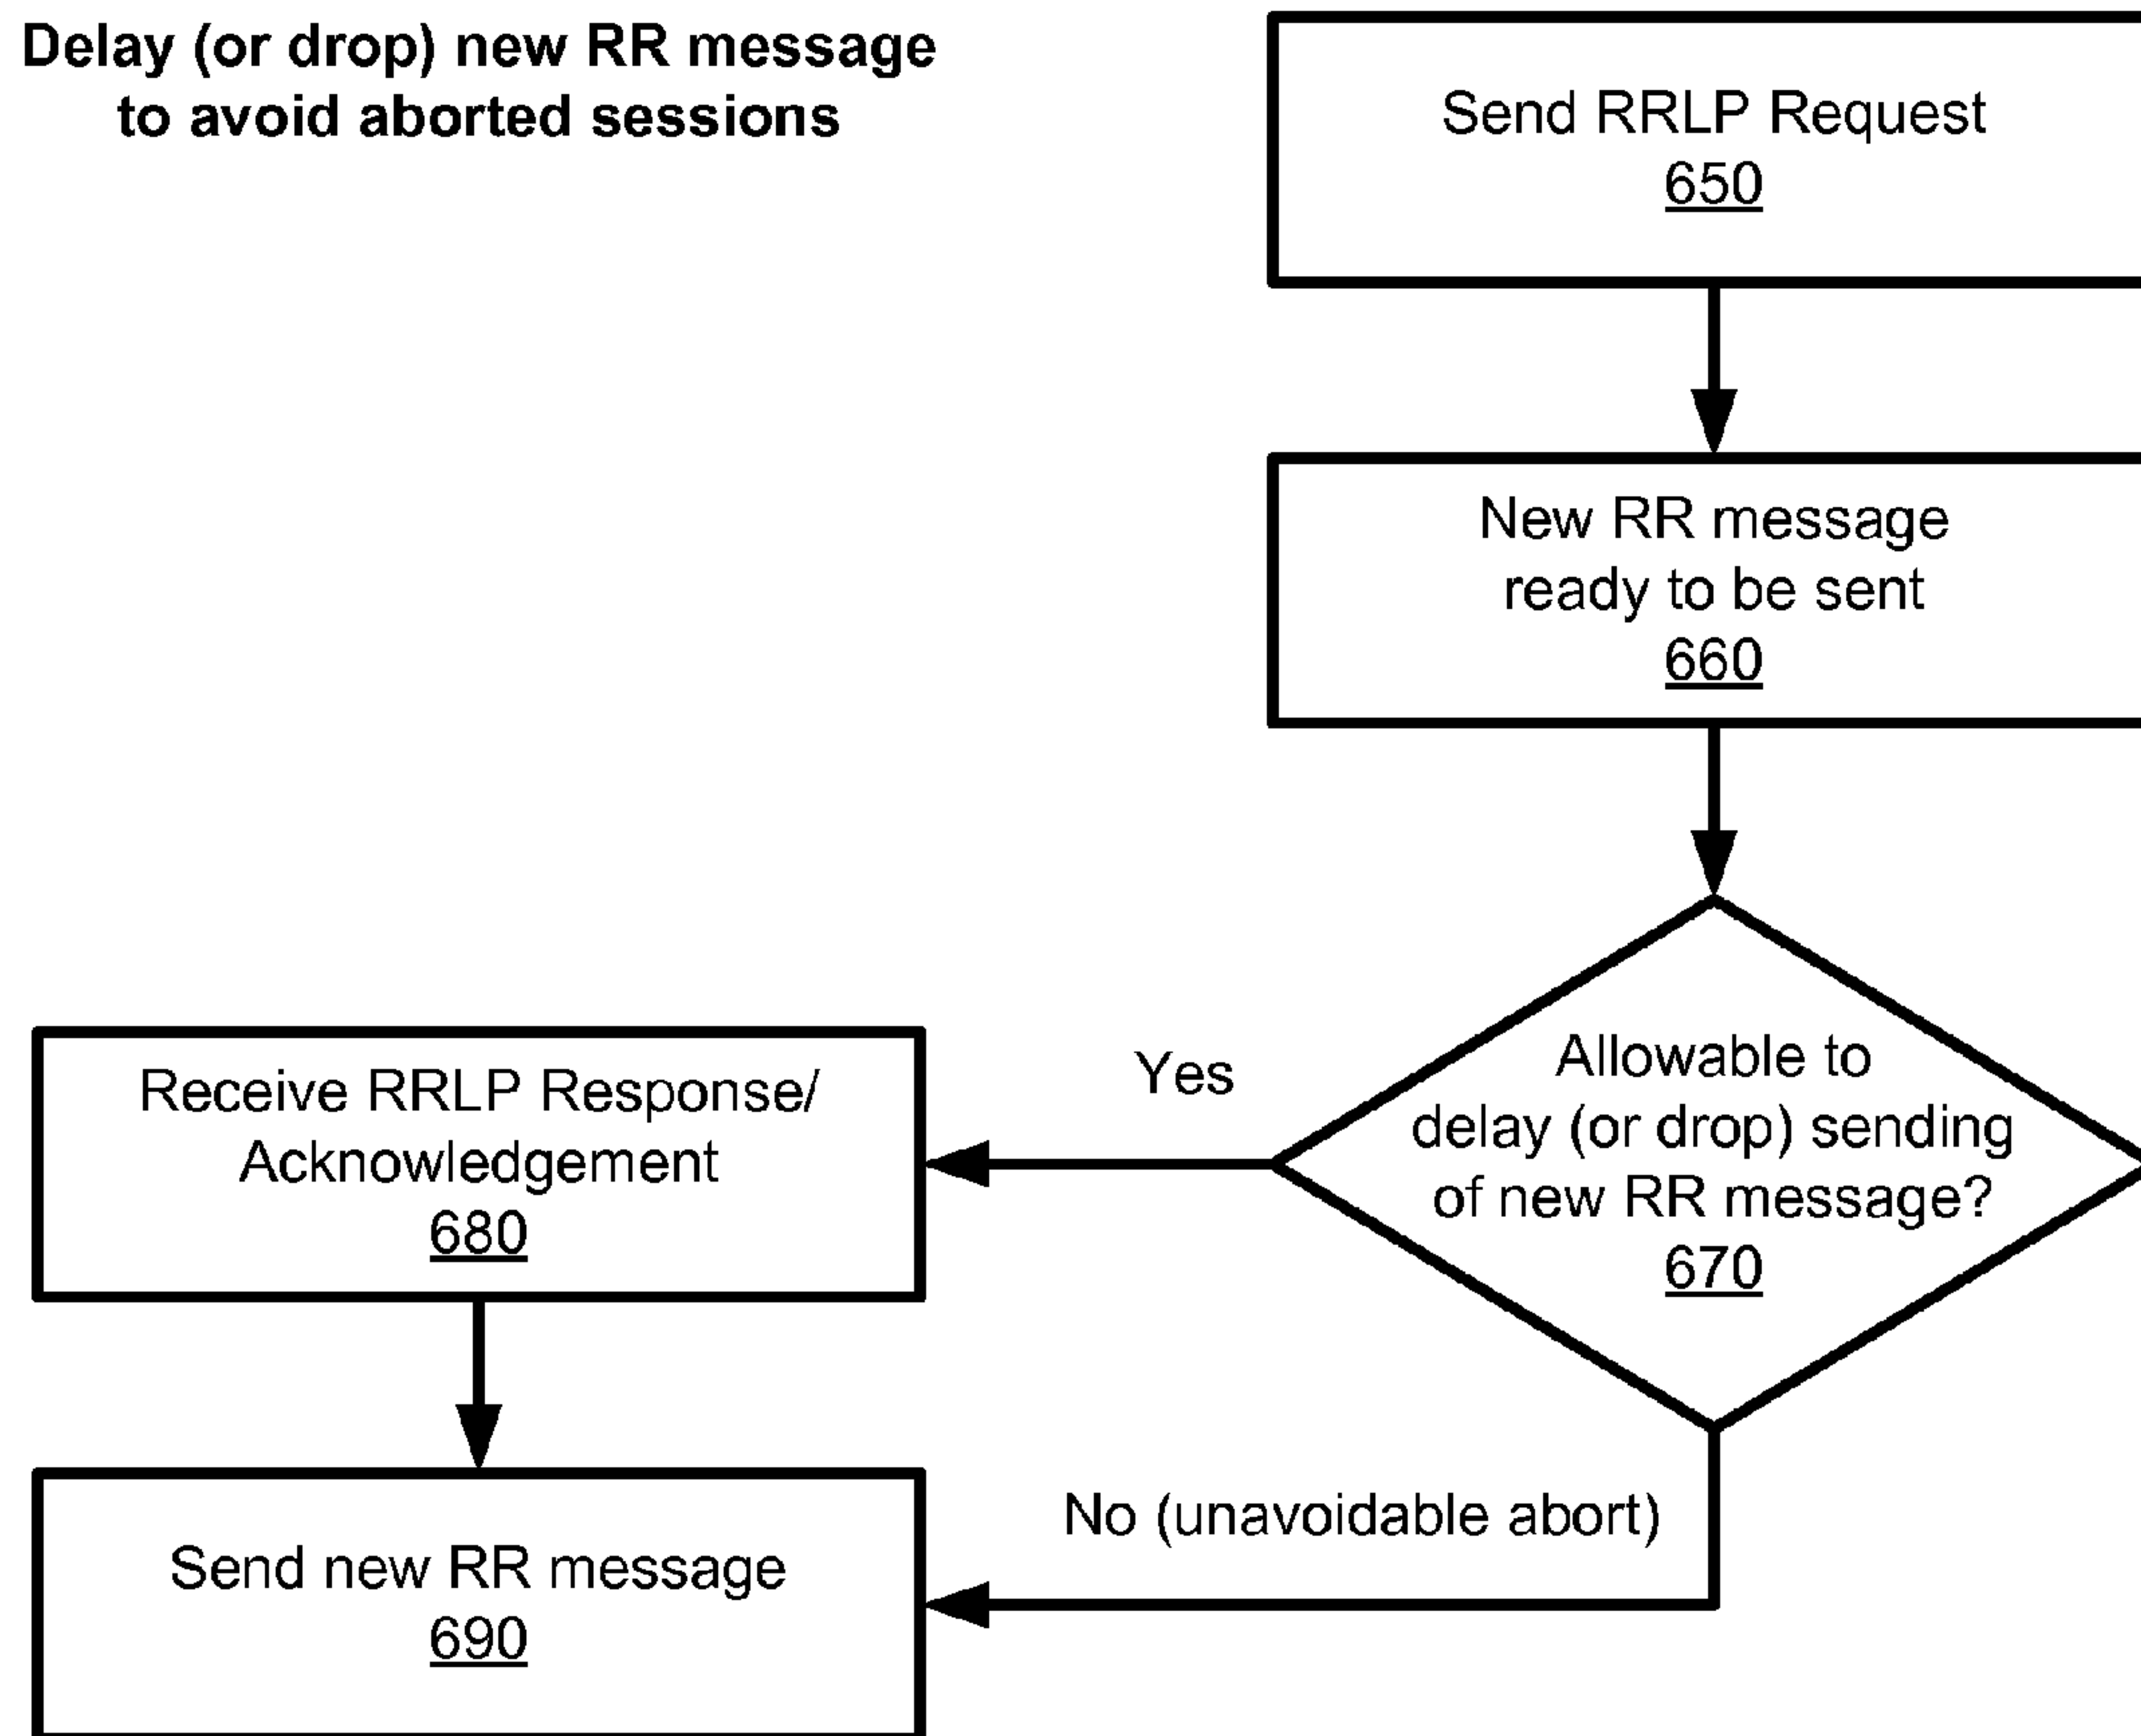 Delay (or drop) new RR message
to avoid aborted sessions
Send RRLP Request
650
New RR message
ready to be sent
660
Allowable to
delay (or drop) sending
of new RR message?
670
Yes
Receive RRLP Response/
Acknowledgement
680
No (unavoidable abort)
Send new RR message
690